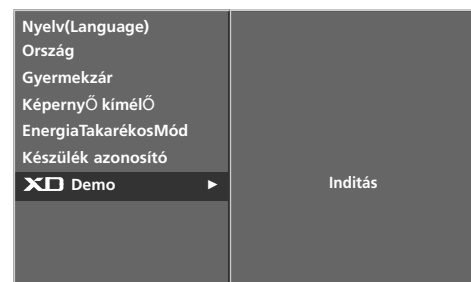 Nyelv(Language)
Ország
Gyermekzár
KépernyŐ kímélŐ
EnergiaTakarékosMód
Készülék azonosító
XD Demo ► Inditás